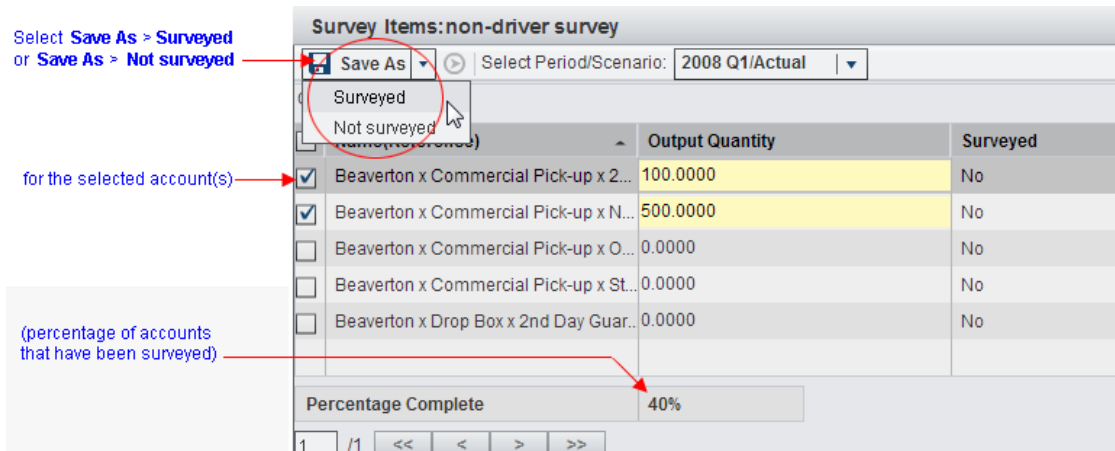 Survey Items:non-driver survey
Select Save As > Surveyed
or Save As > Not surveyed
Save As Select Period/Scenario: 2008 Q1/Actual
Surveyed
Not surveyed
Name(Reference) Output Quantity Surveyed
for the selected account(s)
Beaverton x Commercial Pick-up x 2... 100.0000 No
Beaverton x Commercial Pick-up x N... 500.0000 No
Beaverton x Commercial Pick-up x O... 0.0000 No
Beaverton x Commercial Pick-up x St... 0.0000 No
Beaverton x Drop Box x 2nd Day Guar... 0.0000 No
(percentage of accounts
that have been surveyed)
Percentage Complete 40%
1 /1 << < > >>